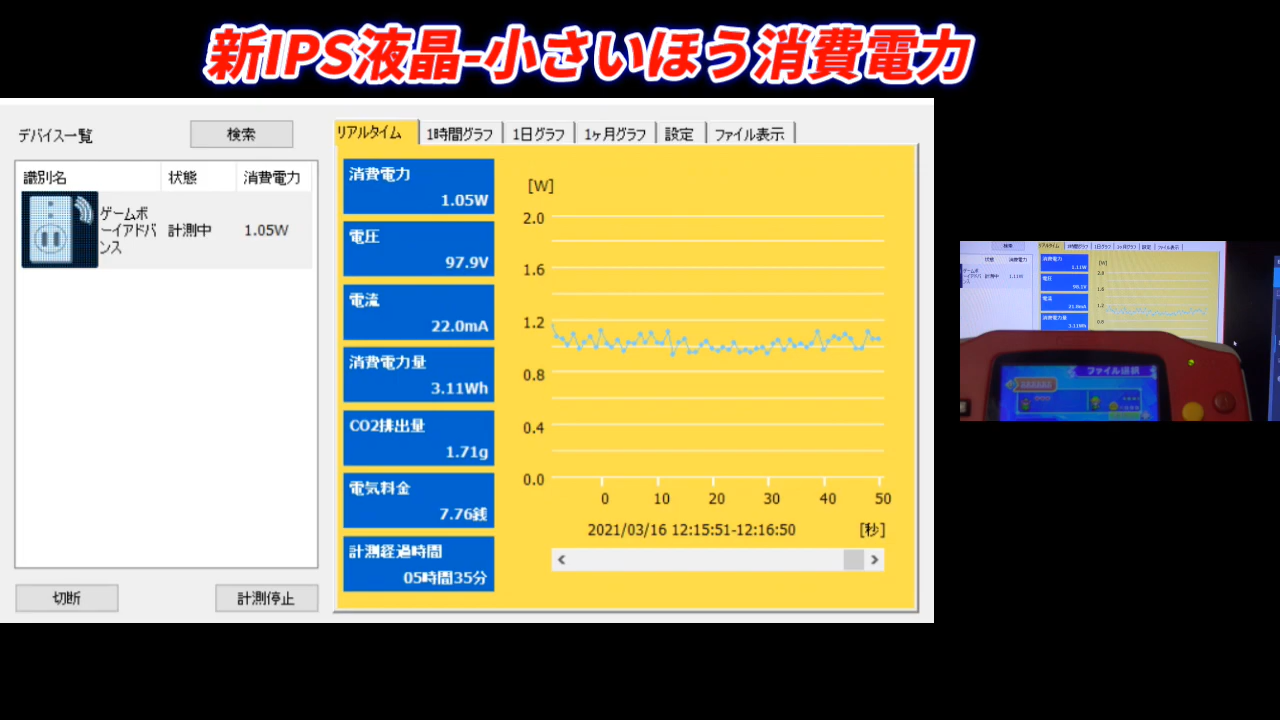 新IPS液晶-小さいほう消費電力
デバイス一覧
検索
識別名 状態 消費電力
ゲームボ
ーイアドバ
ンス
計測中
1.05W
切断
計測停止
リアルタイム 1時間グラフ 1日グラフ 1ヶ月グラフ 設定 ファイル表示
消費電力
1.05W
電圧
97.9V
電流
22.0mA
消費電力量
3.11Wh
CO2排出量
1.71g
電気料金
7.76銭
計測経過時間
05時間35分
[W]
2.0
1.6
1.2
0.8
0.4
0.0
0 10 20 30 40 50
2021/03/16 12:15:51-12:16:50 [秒]
ファイル選択